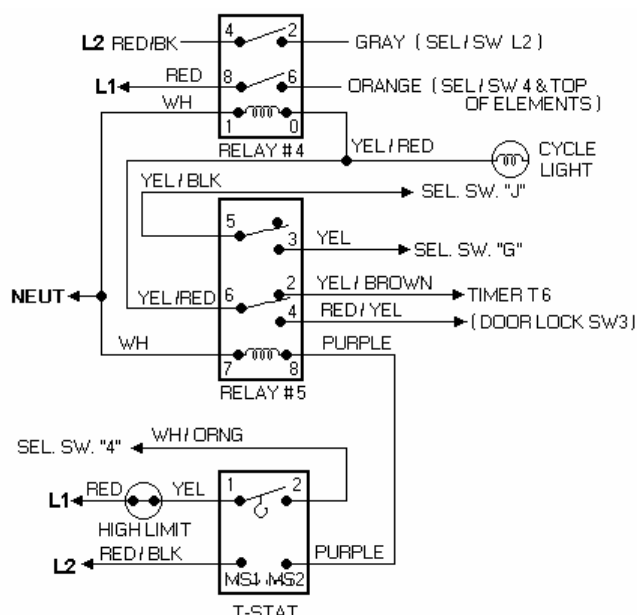 4 2
L2 RED/BK GRAY (SEL/SW L2)
RED 8 6
L1 ORANGE (SEL/SW 4 & TOP
OF ELEMENTS)
WH
1 0
RELAY #4
YEL/RED CYCLE
LIGHT
YEL/BLK
SEL. SW. "J"
5
3 YEL
SEL. SW. "G"
2 YEL/BROWN
NEUT YEL/RED 6 TIMER T6
4 RED/YEL
(DOOR LOCK SW3)
WH PURPLE
7 8
RELAY #5
WH/ORNG
SEL. SW. "4"
RED YEL 1 2
L1
HIGH LIMIT
RED/BLK PURPLE
L2
MS1 MS2
T-STAT